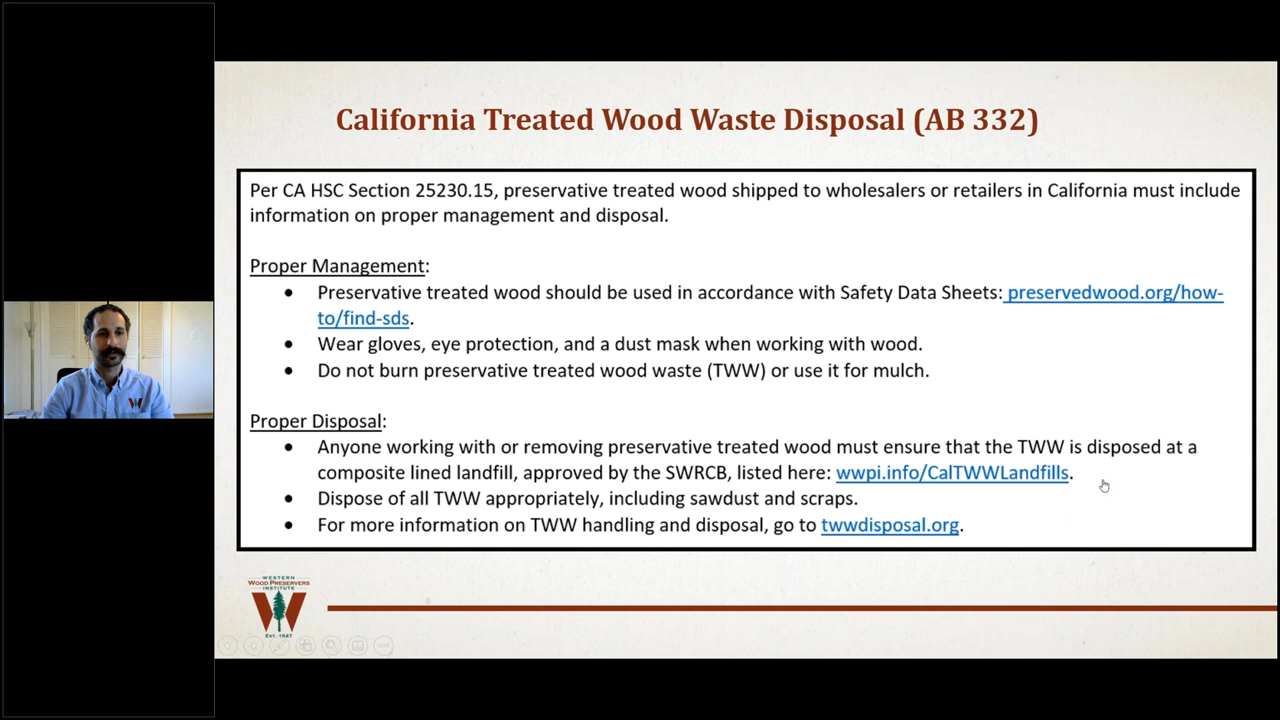 California Treated Wood Waste Disposal (AB 332)
Per CA HSC Section 25230.15, preservative treated wood shipped to wholesalers or retailers in California must include
information on proper management and disposal.
Proper Management:
• Preservative treated wood should be used in accordance with Safety Data Sheets: preservedwood.org/how-
to/find-sds.
• Wear gloves, eye protection, and a dust mask when working with wood.
• Do not burn preservative treated wood waste (TWW) or use it for mulch.
Proper Disposal:
• Anyone working with or removing preservative treated wood must ensure that the TWW is disposed at a
composite lined landfill, approved by the SWRCB, listed here: wwpi.info/CalTWWLandfills.
• Dispose of all TWW appropriately, including sawdust and scraps.
• For more information on TWW handling and disposal, go to twwdisposal.org.
WESTERN
WOOD PRESERVERS
INSTITUTE
EST. 1947